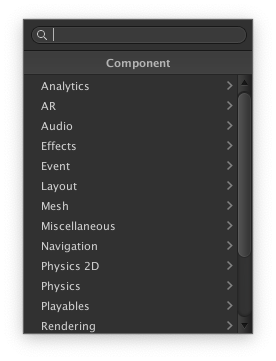 Component
Analytics
AR
Audio
Effects
Event
Layout
Mesh
Miscellaneous
Navigation
Physics 2D
Physics
Playables
Rendering